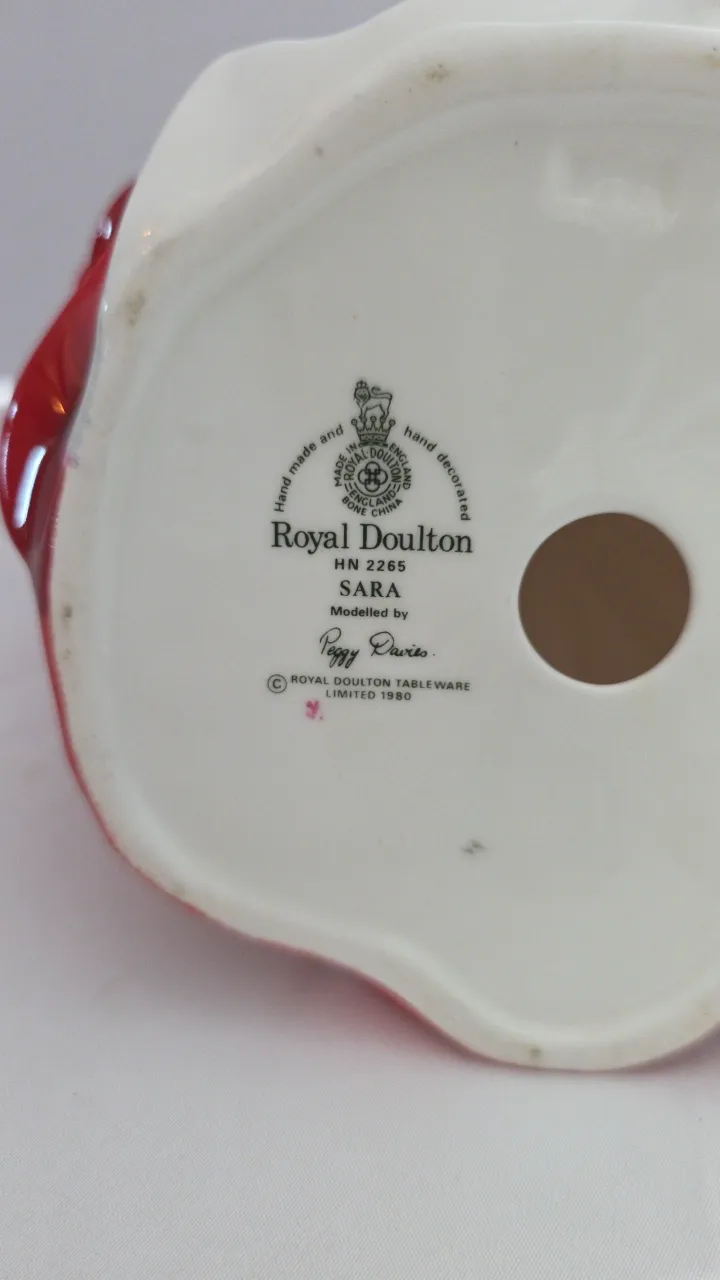 Hand made and hand decorated
MADE IN ENGLAND
ROYAL DOULTON
ENGLAND
BONE CHINA
Royal Doulton
HN 2265
SARA
Modelled by
Peggy Davies.
© ROYAL DOULTON TABLEWARE
LIMITED 1980